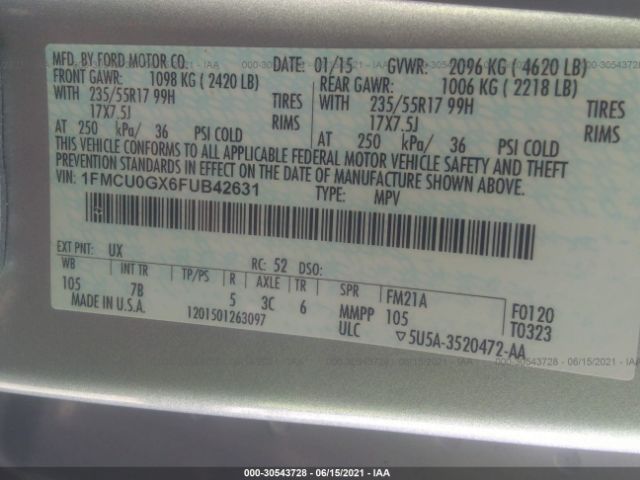 MFD. BY FORD MOTOR CO. DATE: 01/15 GVWR: 2096 KG ( 4620 LB)
FRONT GAWR: 1098 KG ( 2420 LB) REAR GAWR: 1006 KG ( 2218 LB)
WITH 235/55R17 99H TIRES WITH 235/55R17 99H TIRES
17X7.5J RIMS 17X7.5J RIMS
AT 250 kPa/ 36 PSI COLD AT 250 kPa/ 36 PSI COLD
THIS VEHICLE CONFORMS TO ALL APPLICABLE FEDERAL MOTOR VEHICLE SAFETY AND THEFT
PREVENTION STANDARDS IN EFFECT ON THE DATE OF MANUFACTURE SHOWN ABOVE.
VIN: 1FMCU0GX6FUB42631 TYPE: MPV
EXT PNT: UX RC: 52 DSO:
WB INT TR TP/PS R AXLE TR SPR FM21A F0120
105 7B 5 3C 6 MMPP 105 T0323
MADE IN U.S.A. 1201501263097 ULC ▽5U5A-3520472-AA
000-30543728 - 06/15/2021 - IAA